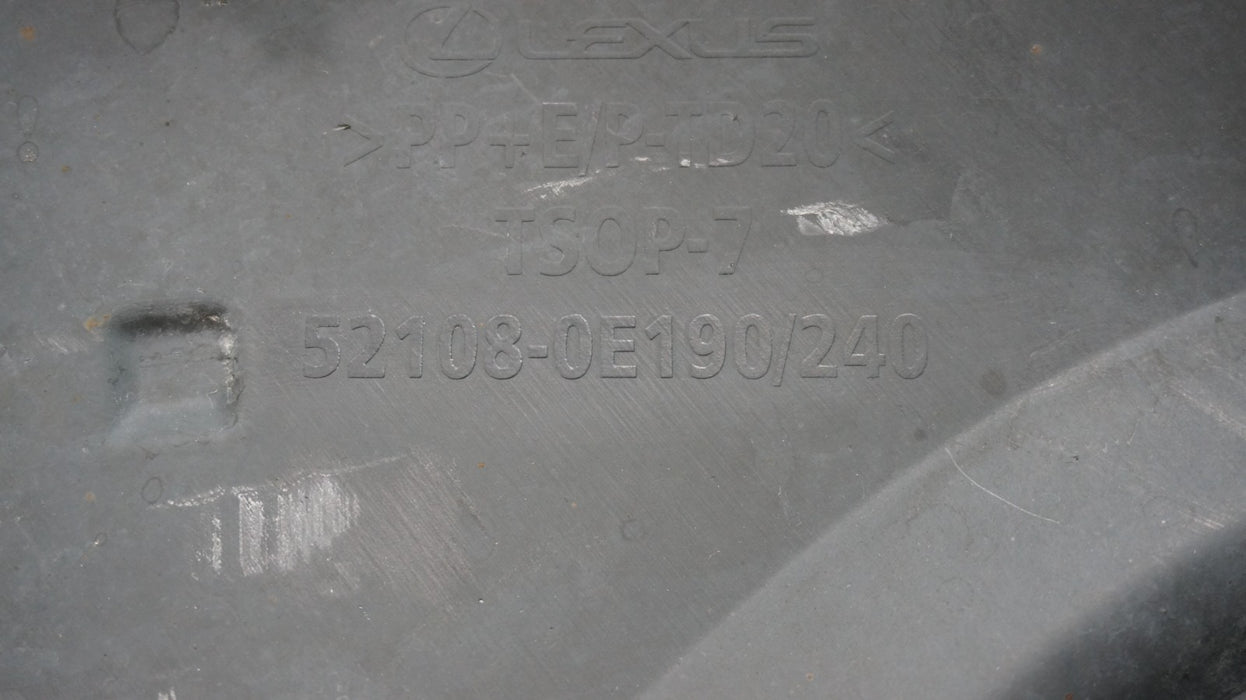 LEXUS
>PP+E/P-TD20<
TSOP-7
52108-0E190/240